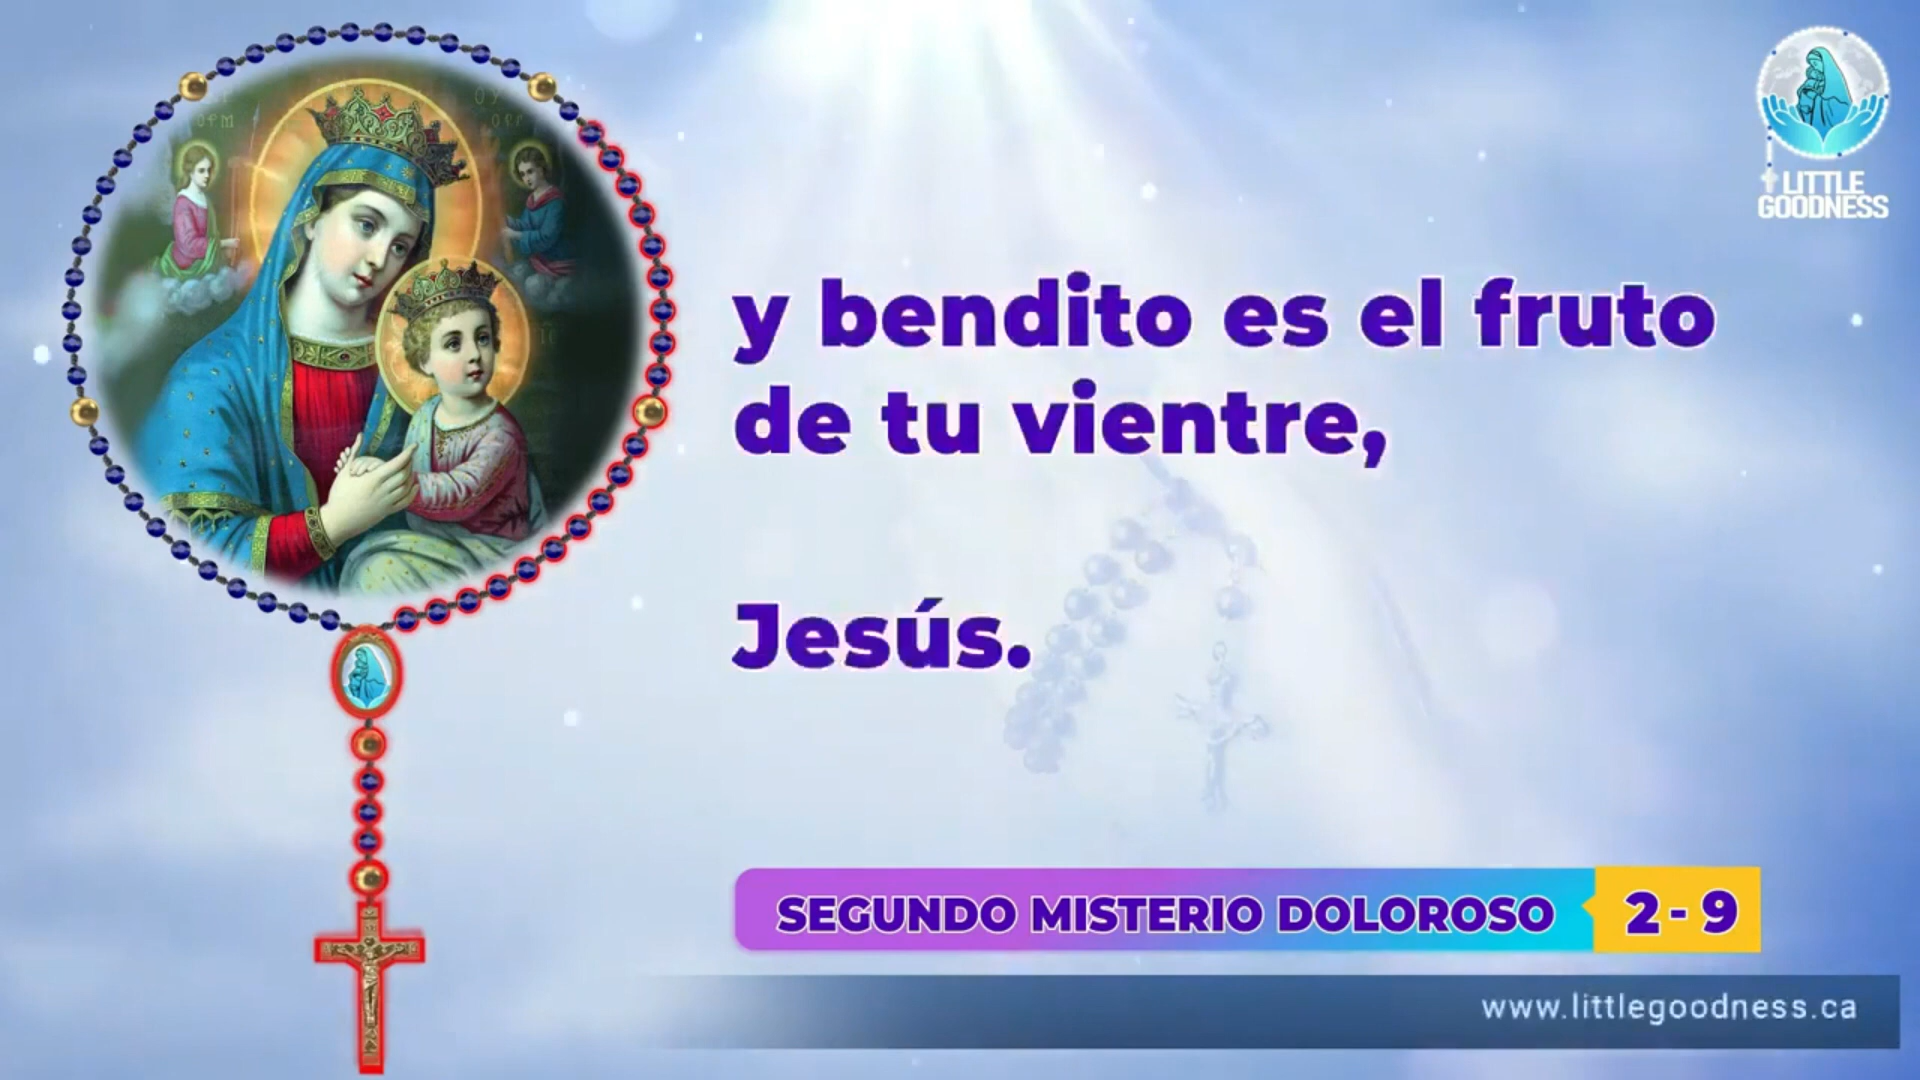 y bendito es el fruto
de tu vientre,
Jesús.
SEGUNDO MISTERIO DOLOROSO
2 - 9
www.littlegoodness.ca
LITTLE
GOODNESS